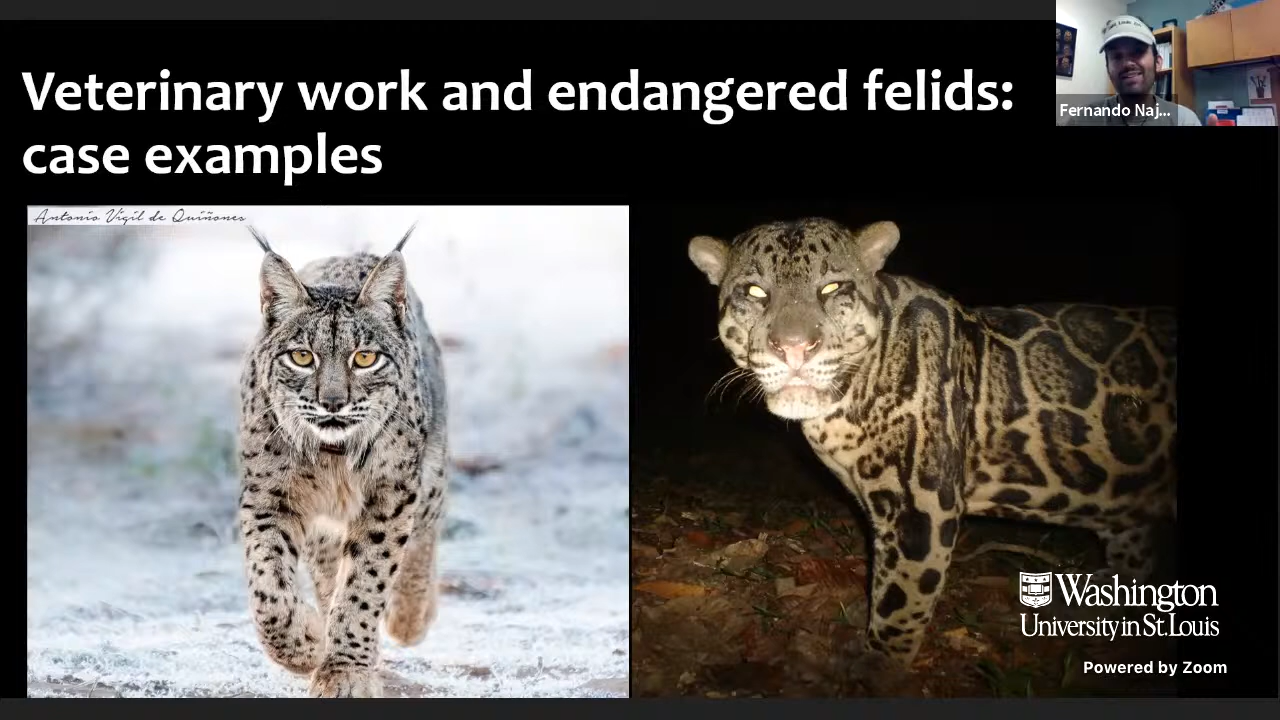 Veterinary work and endangered felids:
case examples
Fernando Naj...
Antonio Vigil de Quiñones
Washington
University in St. Louis
Powered by Zoom